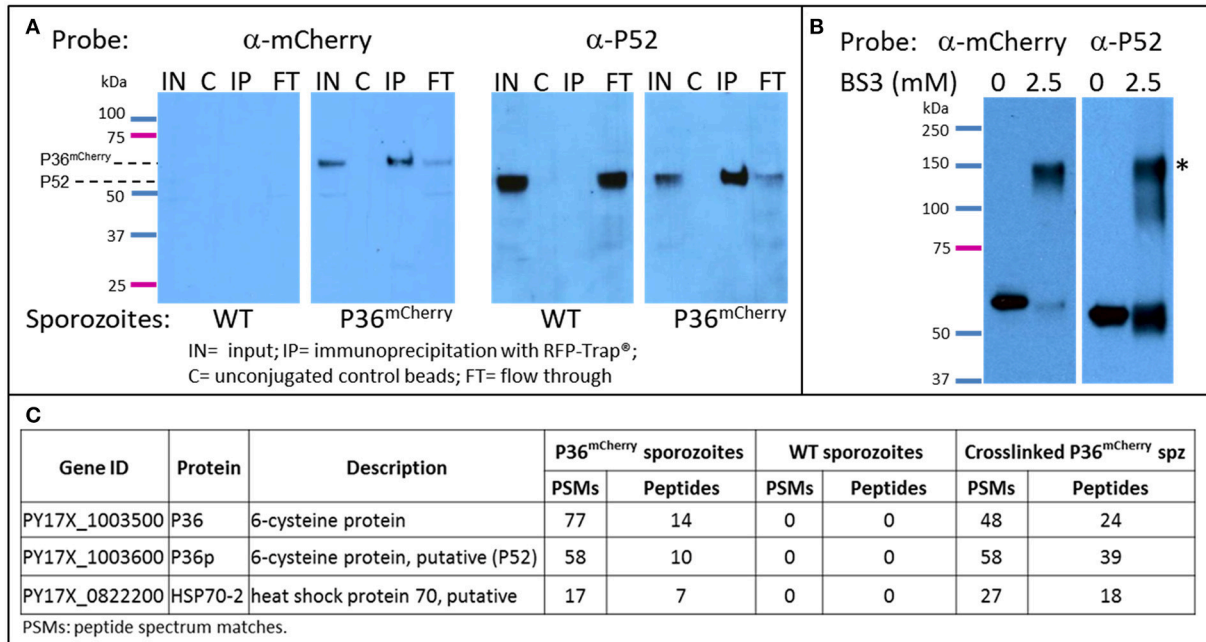 A
Probe: α-mCherry α-P52
kDa IN C IP FT IN C IP FT IN C IP FT IN C IP FT
100
75
P36mCherry
P52
50
37
25
Sporozoites: WT P36mCherry WT P36mCherry
IN= input; IP= immunoprecipitation with RFP-Trap®;
C= unconjugated control beads; FT= flow through
B
Probe: α-mCherry α-P52
BS3 (mM) 0 2.5 0 2.5
kDa
250
150 *
100
75
50
37
C
Gene ID Protein Description P36mCherry sporozoites WT sporozoites Crosslinked P36mCherry spz
PSMs Peptides PSMs Peptides PSMs Peptides
PY17X_1003500 P36 6-cysteine protein 77 14 0 0 48 24
PY17X_1003600 P36p 6-cysteine protein, putative (P52) 58 10 0 0 58 39
PY17X_0822200 HSP70-2 heat shock protein 70, putative 17 7 0 0 27 18
PSMs: peptide spectrum matches.